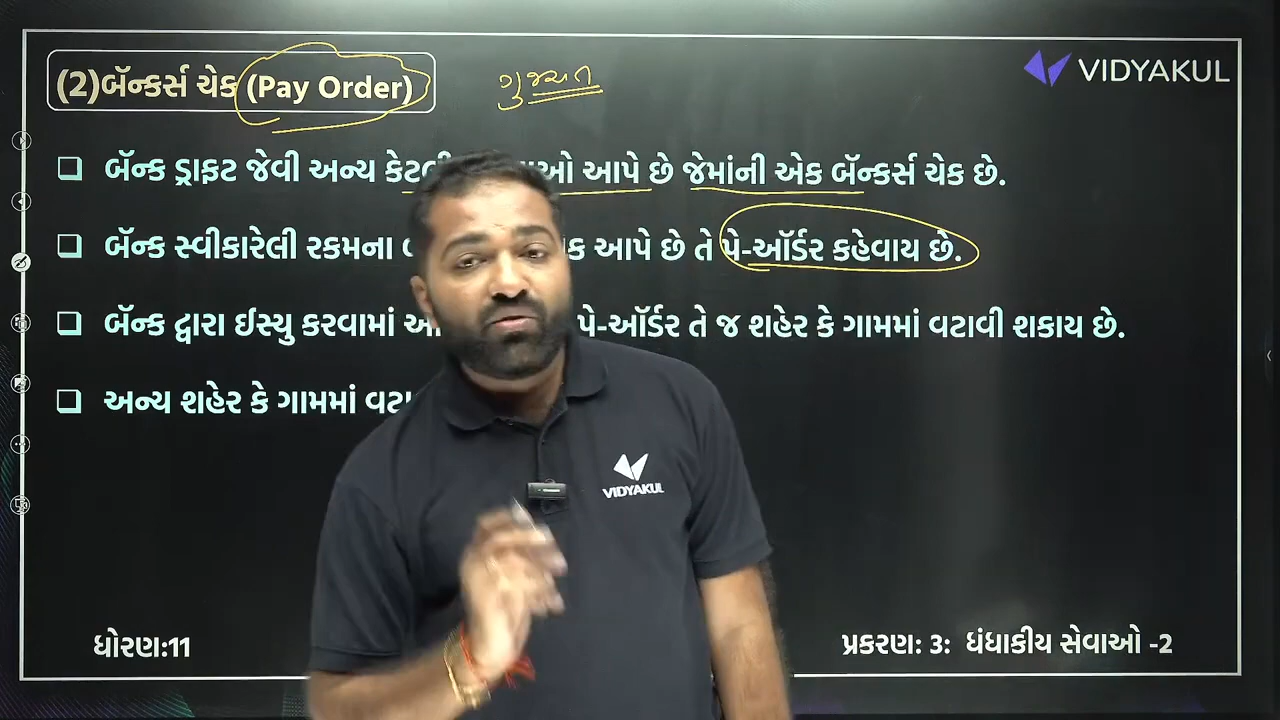 (2)બૅન્કર્સ ચેક (Pay Order)
ગુજરાત
VIDYAKUL
બૅન્ક ડ્રાફ્ટ જેવી અન્ય ઓ આપે છે જેમાંની એક બૅન્કર્સ ચેક છે.
બૅન્ક સ્વીકારેલી રકમના આપે છે તે પે-ઑર્ડર કહેવાય છે.
બૅન્ક દ્વારા ઈસ્યુ કરવામાં પે-ઑર્ડર તે જ શહેર કે ગામમાં વટાવી શકાય છે.
અન્ય શહેર કે ગામમાં
VIDYAKUL
ધોરણ:11
પ્રકરણ: 3: ધંધાકીય સેવાઓ -2